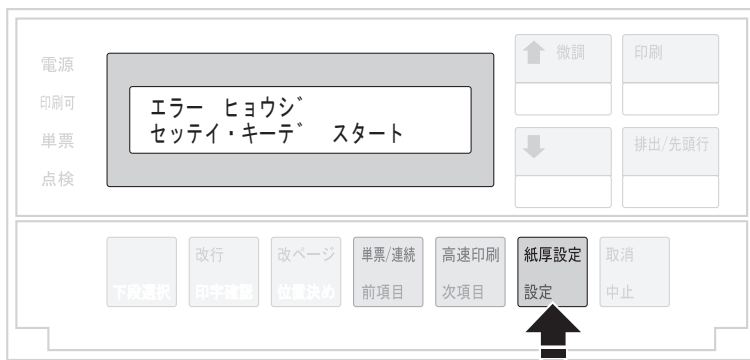 電源
印刷可
単票
点検
エラー ヒョウジ゛
セッテイ・キーデ゛ スタート
微調
印刷
排出/先頭行
下段選択
改行
印字確認
改ページ
位置決め
単票/連続
前項目
高速印刷
次項目
紙厚設定
設定
取消
中止